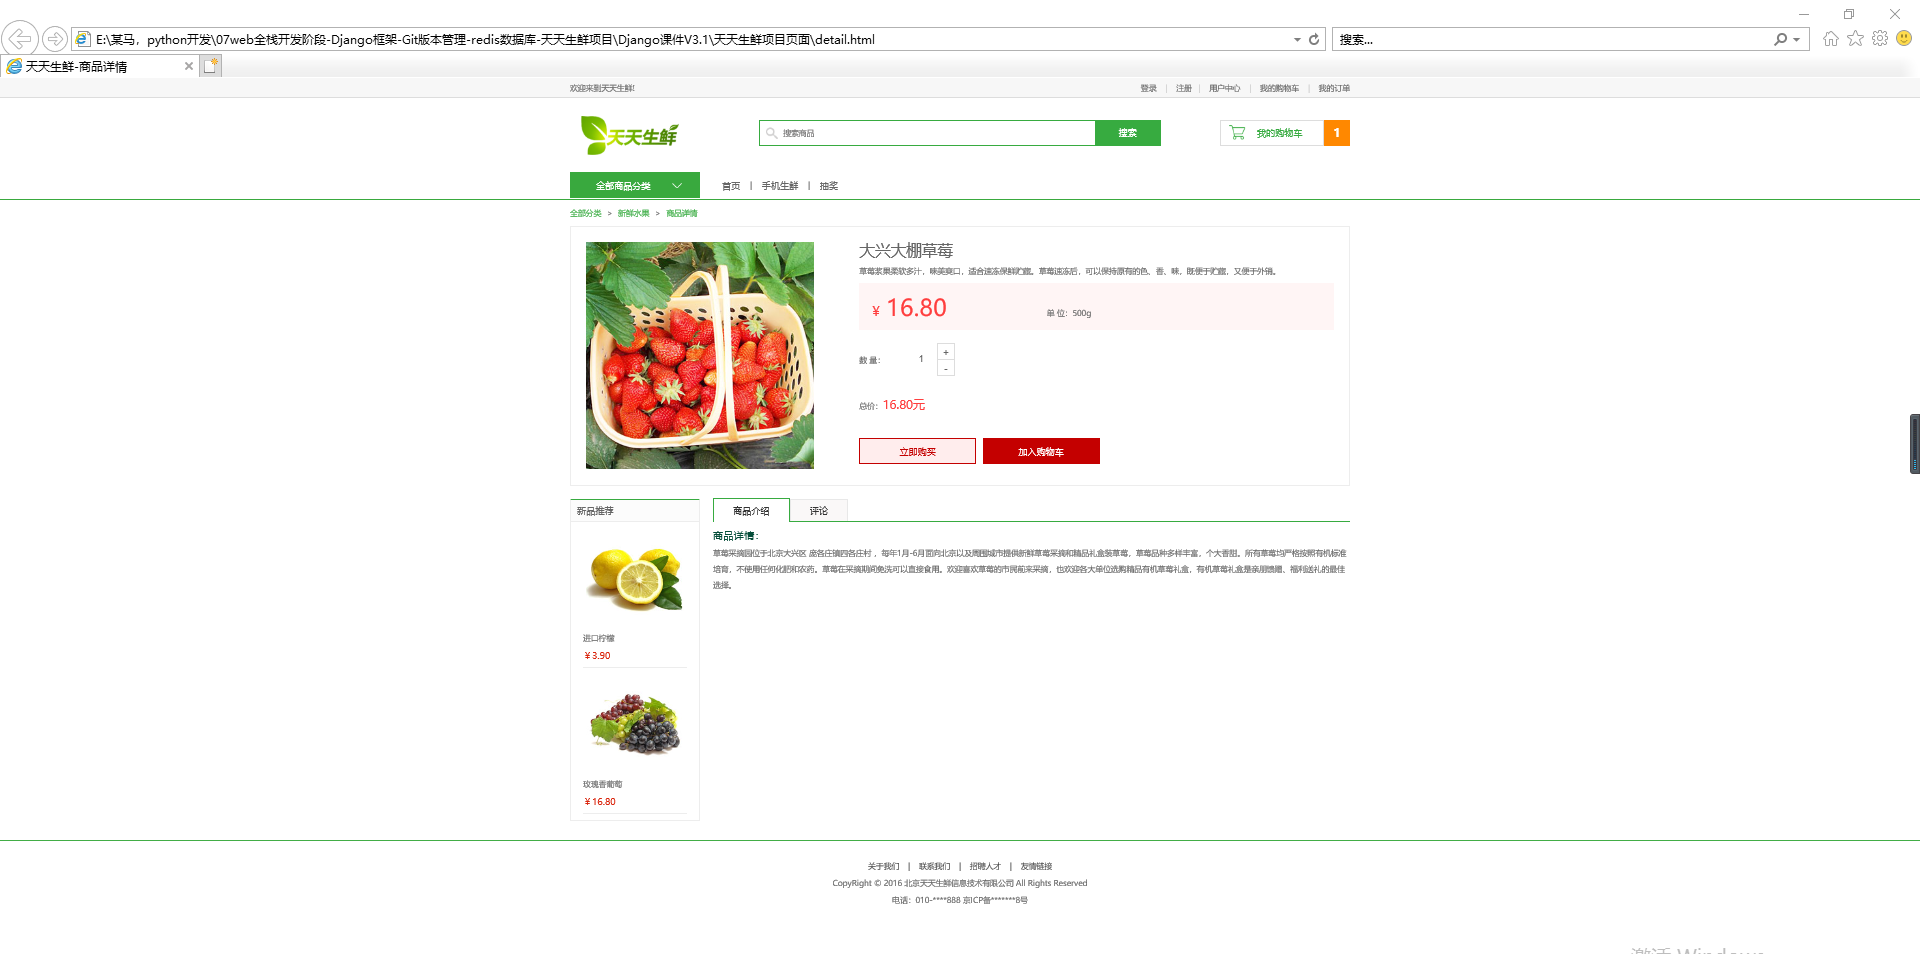 E:\某马，python开发\07web全栈开发阶段-Django框架-Git版本管理-redis数据库-天天生鲜项目\Django课件V3.1\天天生鲜项目页面\detail.html
搜索...
天天生鲜-商品详情
欢迎来到天天生鲜!
登录 | 注册 | 用户中心 | 我的购物车 | 我的订单
天天生鲜
搜索商品
搜索
我的购物车
1
全部商品分类
首页 | 手机生鲜 | 抽奖
全部分类 > 新鲜水果 > 商品详情
大兴大棚草莓
草莓浆果柔软多汁，味美爽口，适合速冻保鲜贮藏。草莓速冻后，可以保持原有的色、香、味，既便于贮藏，又便于外销。
¥ 16.80
单 位：500g
数 量：
1
+
-
总价：16.80元
立即购买
加入购物车
新品推荐
进口柠檬
¥ 3.90
玫瑰香葡萄
¥ 16.80
商品介绍
评论
商品详情：
草莓采摘园位于北京大兴区 庞各庄镇四各庄村 ，每年1月-6月面向北京以及周围城市提供新鲜草莓采摘和精品礼盒装草莓，草莓品种多样丰富，个大香甜。所有草莓均严格按照有机标准
培育，不使用任何化肥和农药。草莓在采摘期间免洗可以直接食用。欢迎喜欢草莓的市民前来采摘，也欢迎各大单位选购精品有机草莓礼盒，有机草莓礼盒是亲朋馈赠、福利送礼的最佳
选择。
关于我们 | 联系我们 | 招聘人才 | 友情链接
CopyRight © 2016 北京天天生鲜信息技术有限公司 All Rights Reserved
电话：010-****888 京ICP备*******8号
激活 Windows